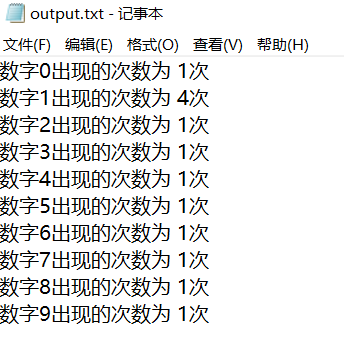 output.txt - 记事本
文件(F) 编辑(E) 格式(O) 查看(V) 帮助(H)
数字0出现的次数为 1次
数字1出现的次数为 4次
数字2出现的次数为 1次
数字3出现的次数为 1次
数字4出现的次数为 1次
数字5出现的次数为 1次
数字6出现的次数为 1次
数字7出现的次数为 1次
数字8出现的次数为 1次
数字9出现的次数为 1次